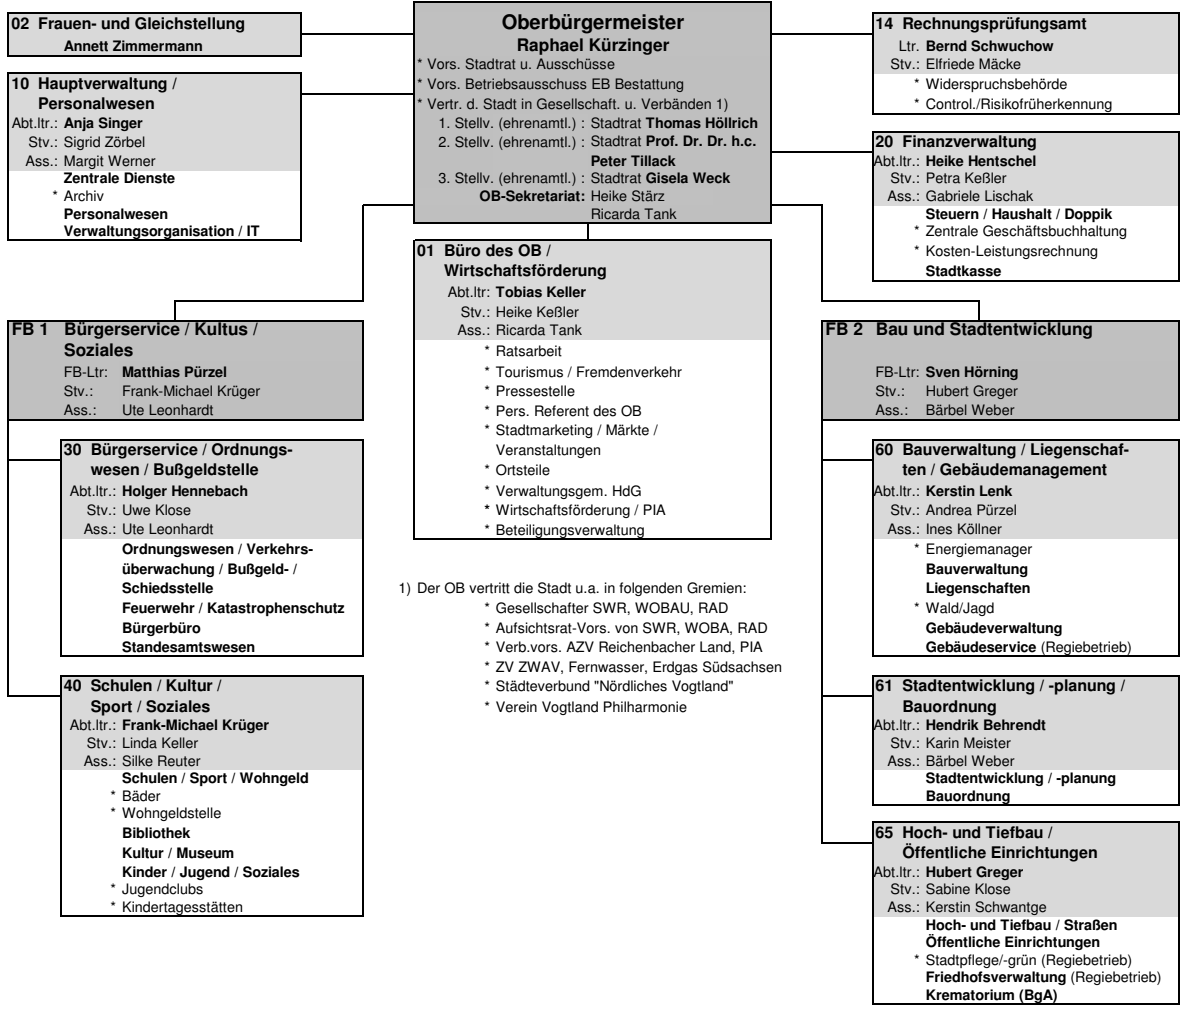 02 Frauen- und Gleichstellung
Annett Zimmermann
10 Hauptverwaltung /
Personalwesen
Abt.ltr.: Anja Singer
Stv.: Sigrid Zörbel
Ass.: Margit Werner
Zentrale Dienste
* Archiv
Personalwesen
Verwaltungsorganisation / IT
Oberbürgermeister
Raphael Kürzinger
* Vors. Stadtrat u. Ausschüsse
* Vors. Betriebsausschuss EB Bestattung
* Vertr. d. Stadt in Gesellschaft. u. Verbänden 1)
1. Stellv. (ehrenamtl.) : Stadtrat Thomas Höllrich
2. Stellv. (ehrenamtl.) : Stadtrat Prof. Dr. Dr. h.c.
Peter Tillack
3. Stellv. (ehrenamtl.) : Stadtrat Gisela Weck
OB-Sekretariat: Heike Stärz
Ricarda Tank
14 Rechnungsprüfungsamt
Ltr. Bernd Schwuchow
Stv.: Elfriede Mäcke
* Widerspruchsbehörde
* Control./Risikofrüherkennung
20 Finanzverwaltung
Abt.ltr.: Heike Hentschel
Stv.: Petra Keßler
Ass.: Gabriele Lischak
Steuern / Haushalt / Doppik
* Zentrale Geschäftsbuchhaltung
* Kosten-Leistungsrechnung
Stadtkasse
01 Büro des OB /
Wirtschaftsförderung
Abt.ltr: Tobias Keller
Stv.: Heike Keßler
Ass.: Ricarda Tank
* Ratsarbeit
* Tourismus / Fremdenverkehr
* Pressestelle
* Pers. Referent des OB
* Stadtmarketing / Märkte /
Veranstaltungen
* Ortsteile
* Verwaltungsgem. HdG
* Wirtschaftsförderung / PIA
* Beteiligungsverwaltung
1) Der OB vertritt die Stadt u.a. in folgenden Gremien:
* Gesellschafter SWR, WOBAU, RAD
* Aufsichtsrat-Vors. von SWR, WOBA, RAD
* Verb.vors. AZV Reichenbacher Land, PIA
* ZV ZWAV, Fernwasser, Erdgas Südsachsen
* Städteverbund "Nördliches Vogtland"
* Verein Vogtland Philharmonie
FB 1 Bürgerservice / Kultus /
Soziales
FB-Ltr: Matthias Pürzel
Stv.: Frank-Michael Krüger
Ass.: Ute Leonhardt
30 Bürgerservice / Ordnungs-
wesen / Bußgeldstelle
Abt.ltr.: Holger Hennebach
Stv.: Uwe Klose
Ass.: Ute Leonhardt
Ordnungswesen / Verkehrs-
überwachung / Bußgeld- /
Schiedsstelle
Feuerwehr / Katastrophenschutz
Bürgerbüro
Standesamtswesen
40 Schulen / Kultur /
Sport / Soziales
Abt.ltr.: Frank-Michael Krüger
Stv.: Linda Keller
Ass.: Silke Reuter
Schulen / Sport / Wohngeld
* Bäder
* Wohngeldstelle
Bibliothek
Kultur / Museum
Kinder / Jugend / Soziales
* Jugendclubs
* Kindertagesstätten
FB 2 Bau und Stadtentwicklung
FB-Ltr: Sven Hörning
Stv.: Hubert Greger
Ass.: Bärbel Weber
60 Bauverwaltung / Liegenschaf-
ten / Gebäudemanagement
Abt.ltr.: Kerstin Lenk
Stv.: Andrea Pürzel
Ass.: Ines Köllner
* Energiemanager
Bauverwaltung
Liegenschaften
* Wald/Jagd
Gebäudeverwaltung
Gebäudeservice (Regiebetrieb)
61 Stadtentwicklung / -planung /
Bauordnung
Abt.ltr.: Hendrik Behrendt
Stv.: Karin Meister
Ass.: Bärbel Weber
Stadtentwicklung / -planung
Bauordnung
65 Hoch- und Tiefbau /
Öffentliche Einrichtungen
Abt.ltr.: Hubert Greger
Stv.: Sabine Klose
Ass.: Kerstin Schwantge
Hoch- und Tiefbau / Straßen
Öffentliche Einrichtungen
* Stadtpflege/-grün (Regiebetrieb)
Friedhofsverwaltung (Regiebetrieb)
Krematorium (BgA)